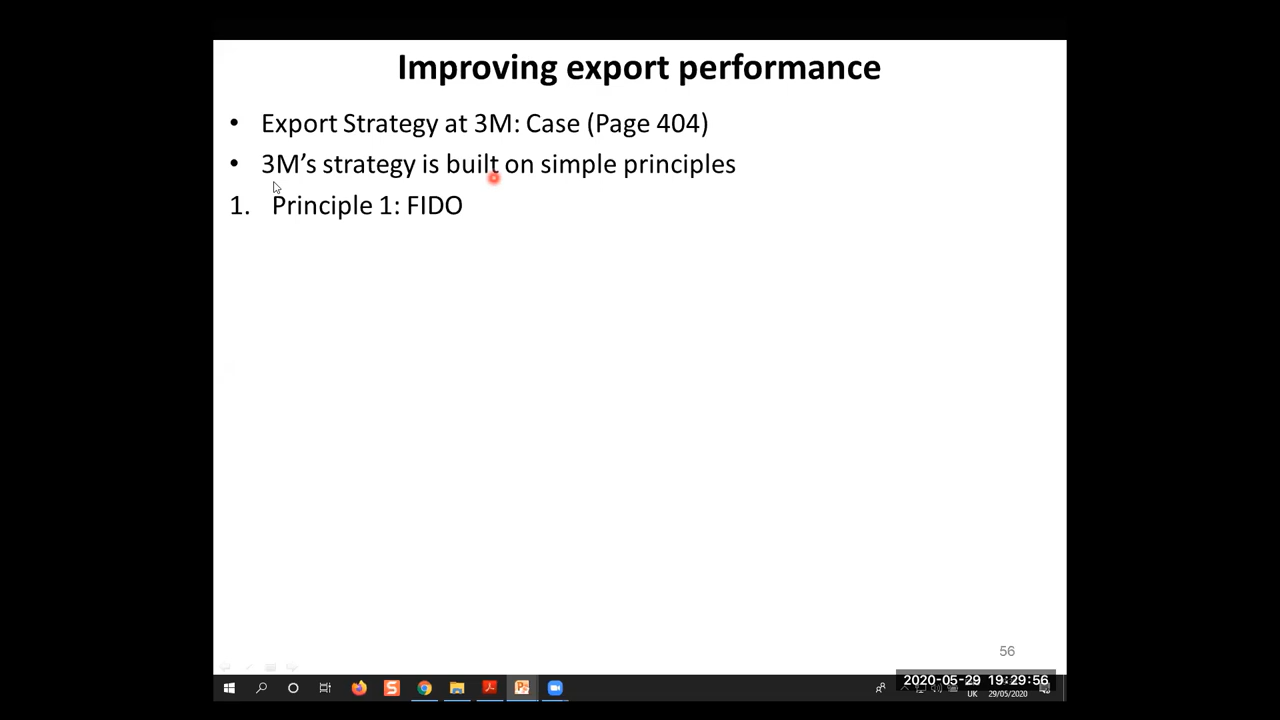 Improving export performance
• Export Strategy at 3M: Case (Page 404)
• 3M’s strategy is built on simple principles
1. Principle 1: FIDO
56
2020-05-29 19:29:56
UK 29/05/2020